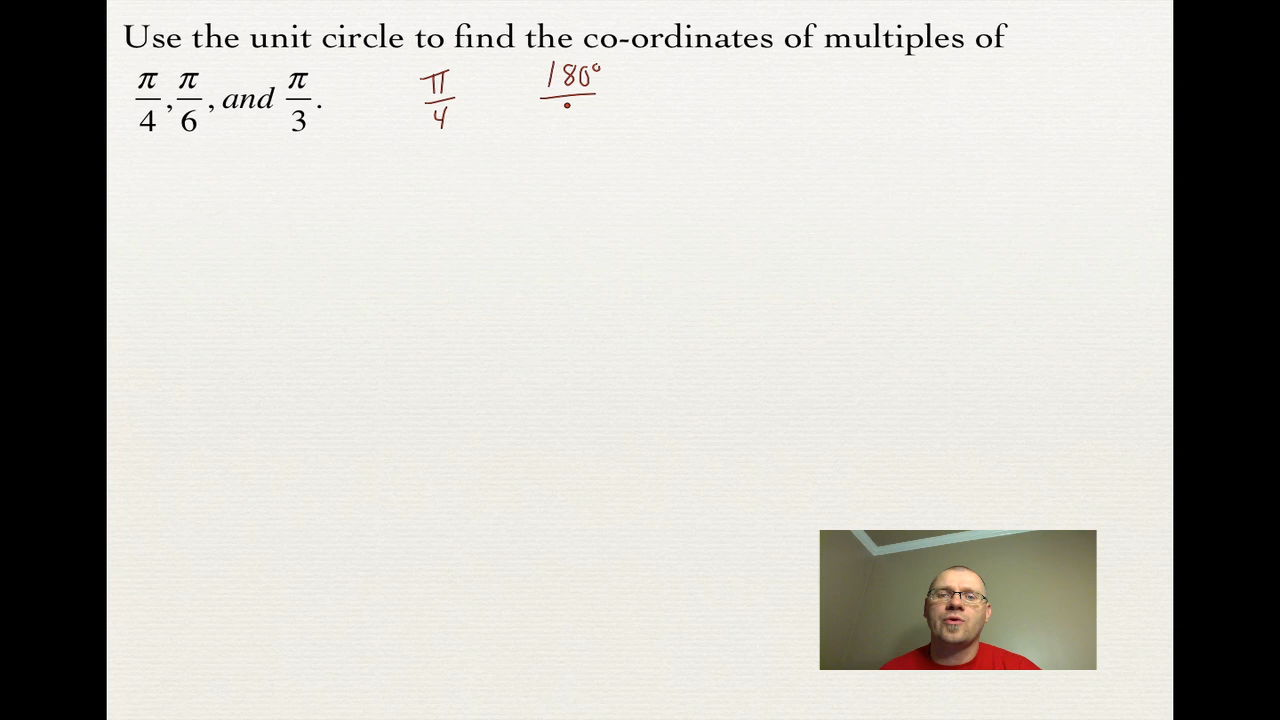 Use the unit circle to find the co-ordinates of multiples of
π/4, π/6, and π/3.
π/4 180°